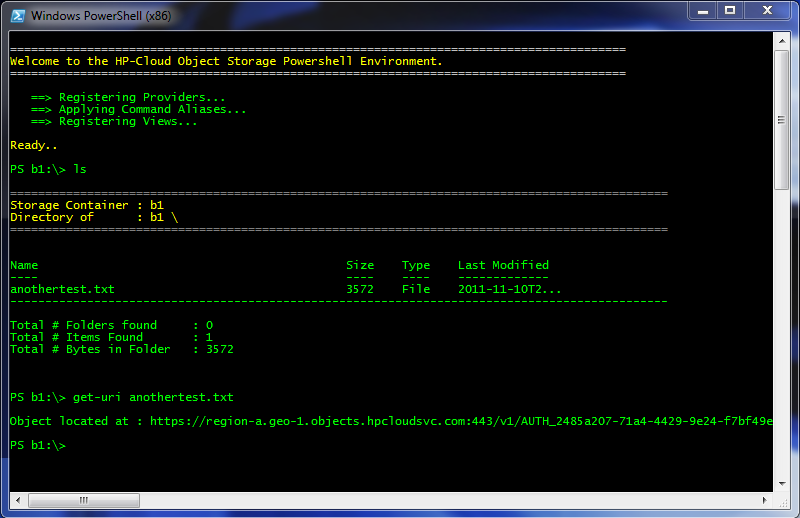 Windows PowerShell (x86)
==========================================================================================
Welcome to the HP-Cloud Object Storage Powershell Environment.
==========================================================================================
==> Registering Providers...
==> Applying Command Aliases...
==> Registering Views...
Ready..
PS b1:\> ls
==============================================================================================
Storage Container : b1
Directory of      : b1 \
==============================================================================================
Name                                            Size    Type    Last Modified
----                                            ----    ----    -------------
anothertest.txt                                 3572    File    2011-11-10T2...
----------------------------------------------------------------------------------------------
Total # Folders found     : 0
Total # Items Found       : 1
Total # Bytes in Folder   : 3572
PS b1:\> get-uri anothertest.txt
Object located at : https://region-a.geo-1.objects.hpcloudsvc.com:443/v1/AUTH_2485a207-71a4-4429-9e24-f7bf49e
PS b1:\>